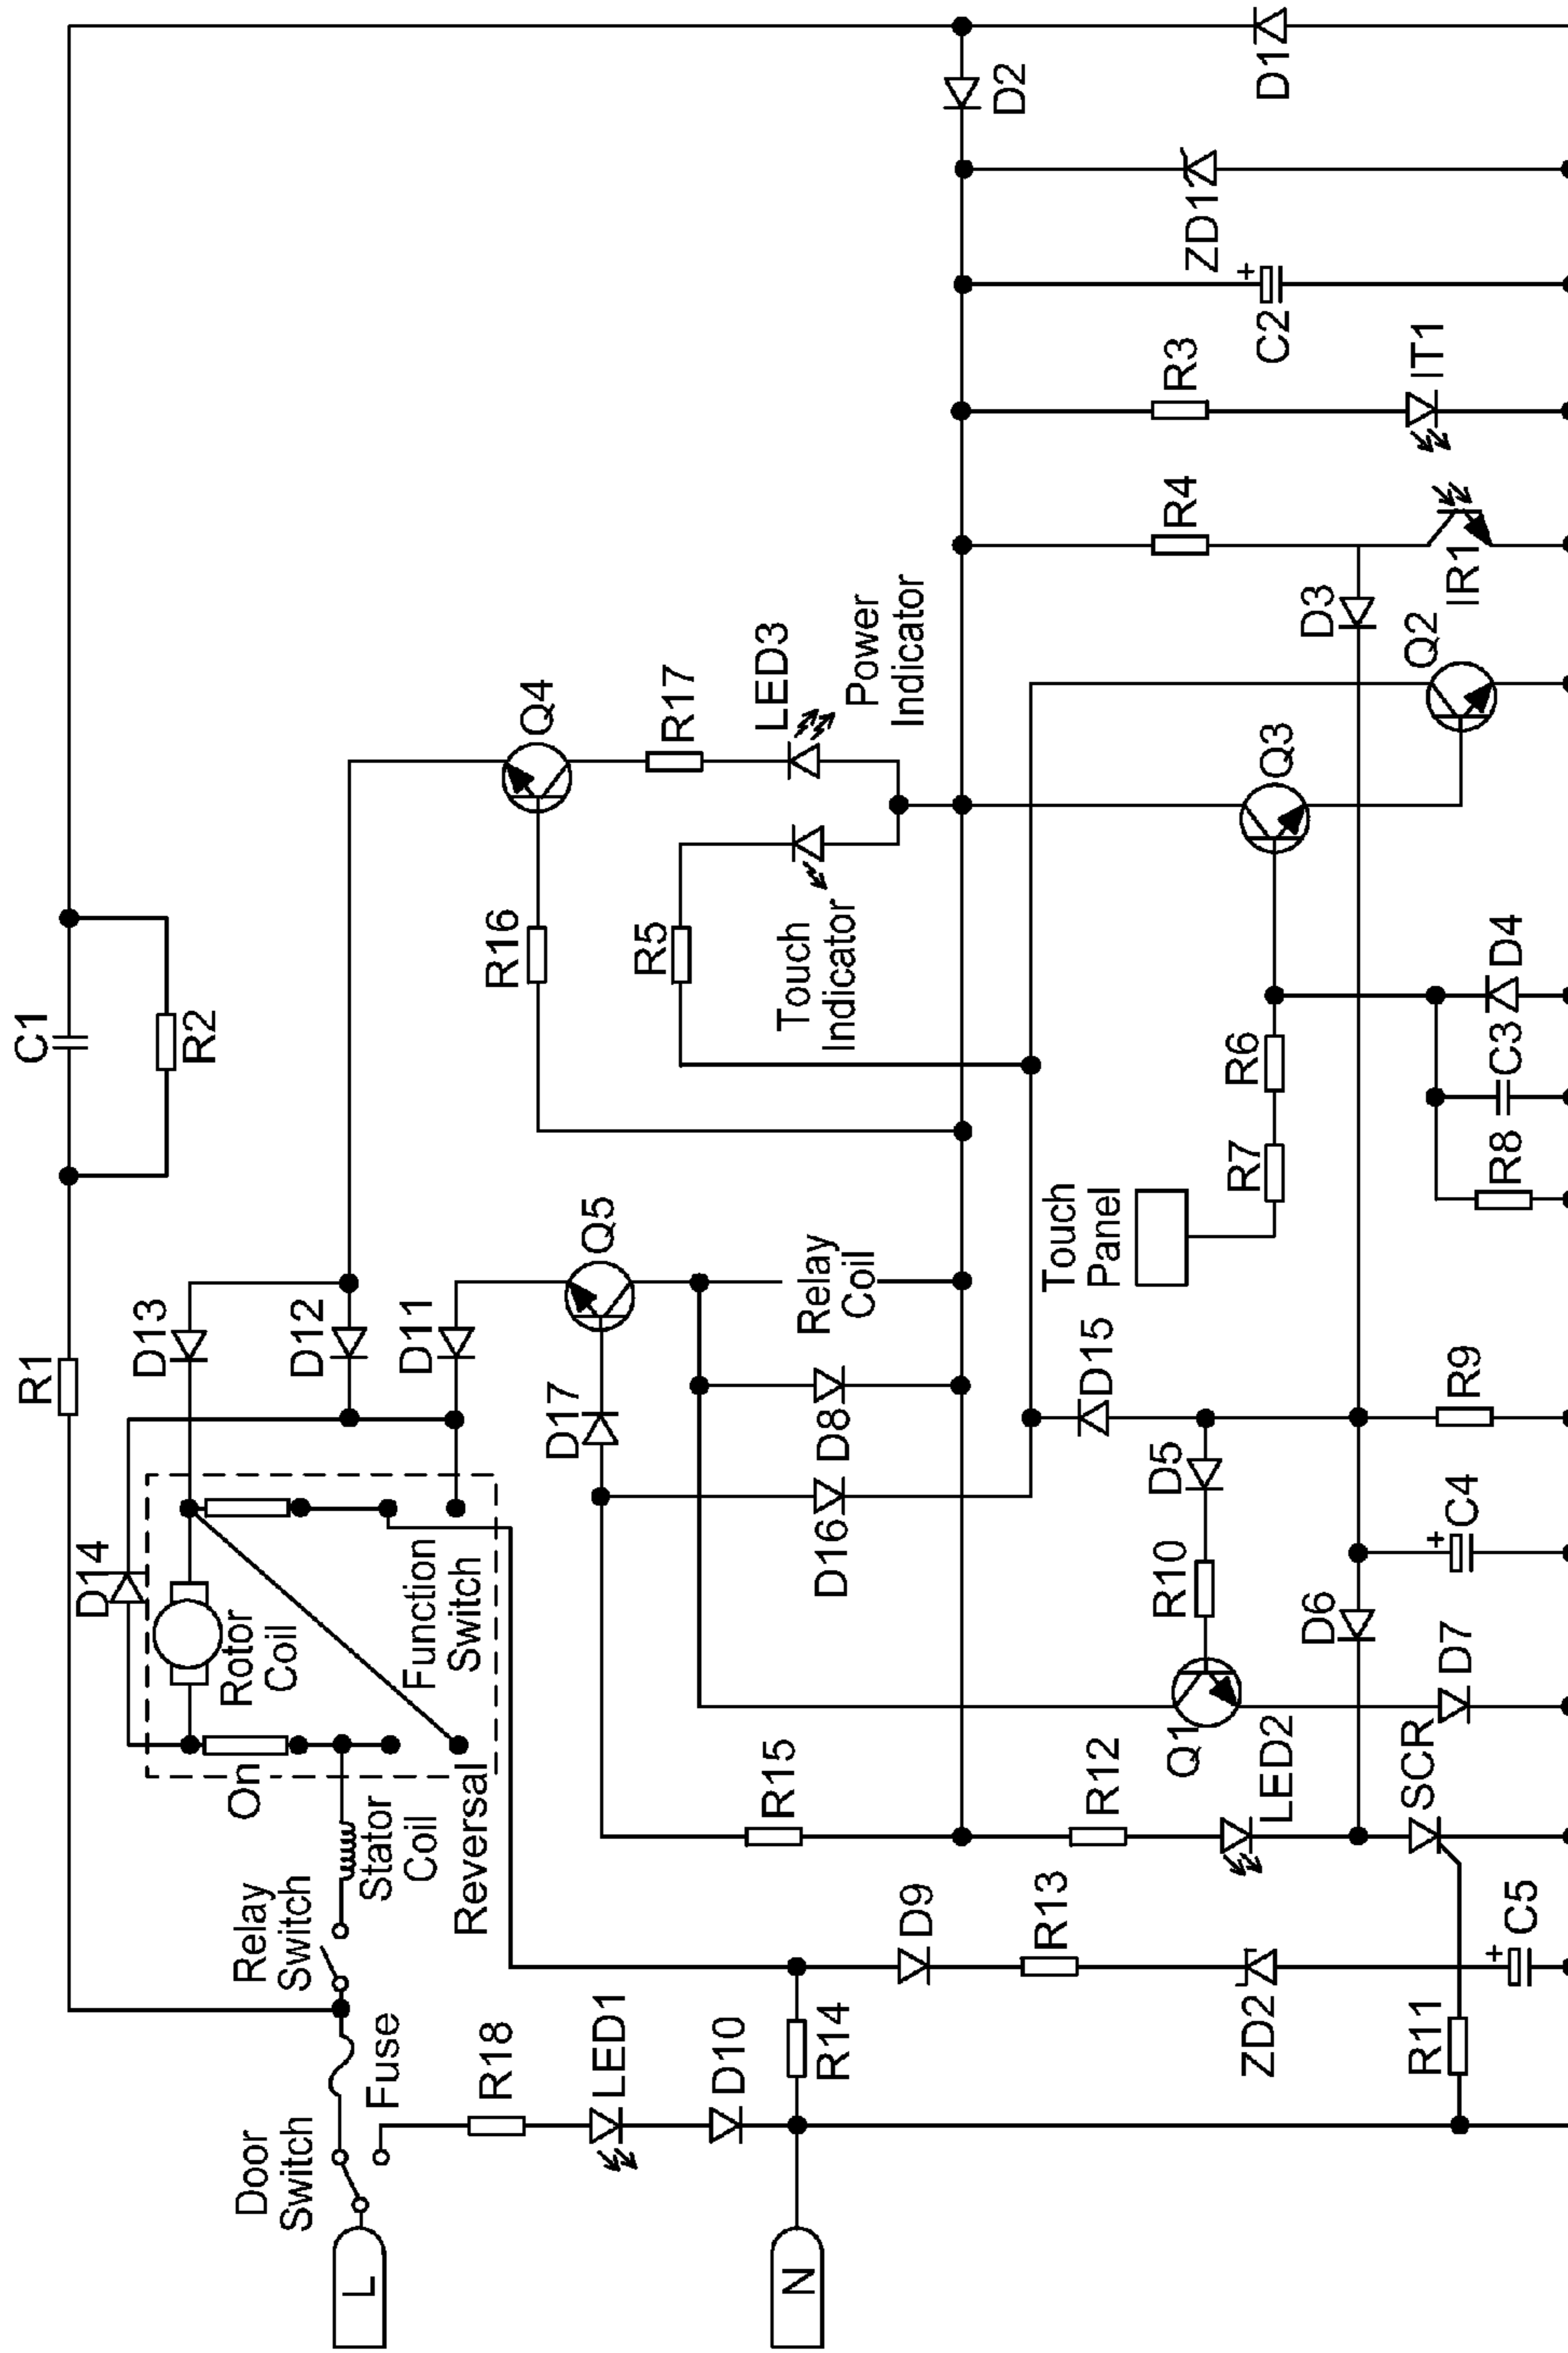 C1
R2
R1
D13
D12
D11
D14
Rotor
Coil
On
Function
Switch
Reversal
Stator
Coil
Relay
Switch
Fuse
Door
Switch
L
N
Q4
R17
LED3
Power
Indicator
R16
R5
Touch
Indicator
Q5
D17
Relay
Coil
D8
D16
R15
R18
LED1
D10
R14
D9
R13
ZD2
C5
R11
SCR
LED2
R12
Q1
R10
D5
D15
D6
D7
C4
R9
Touch
Panel
R7
R6
R8
C3
D4
Q3
Q2
D3
IR1
R4
R3
IT1
C2
ZD1
D2
D1